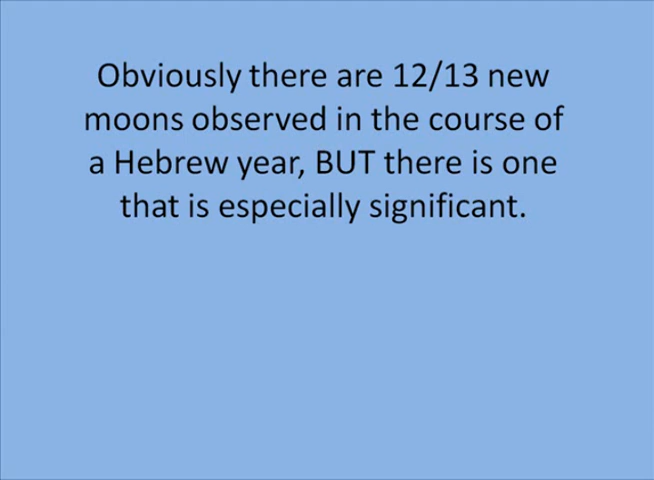 Obviously there are 12/13 new
moons observed in the course of
a Hebrew year, BUT there is one
that is especially significant.